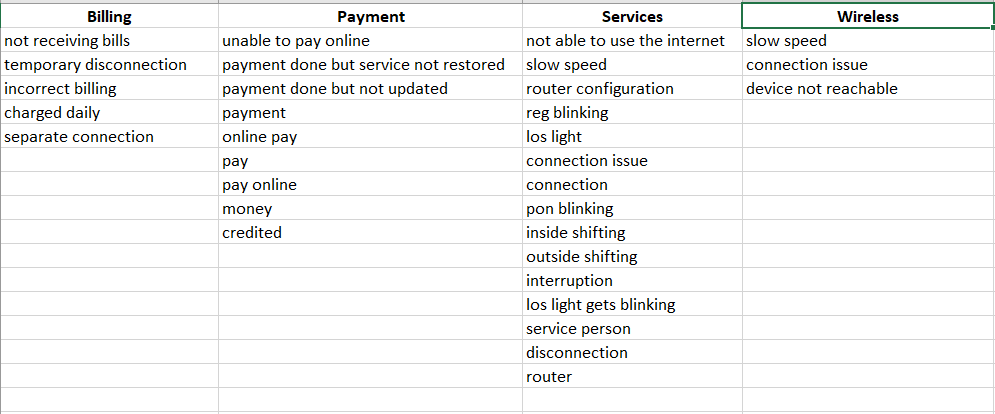 Billing Payment Services Wireless
not receiving bills unable to pay online not able to use the internet slow speed
temporary disconnection payment done but service not restored slow speed connection issue
incorrect billing payment done but not updated router configuration device not reachable
charged daily payment reg blinking
separate connection online pay los light
pay connection issue
pay online connection
money pon blinking
credited inside shifting
outside shifting
interruption
los light gets blinking
service person
disconnection
router